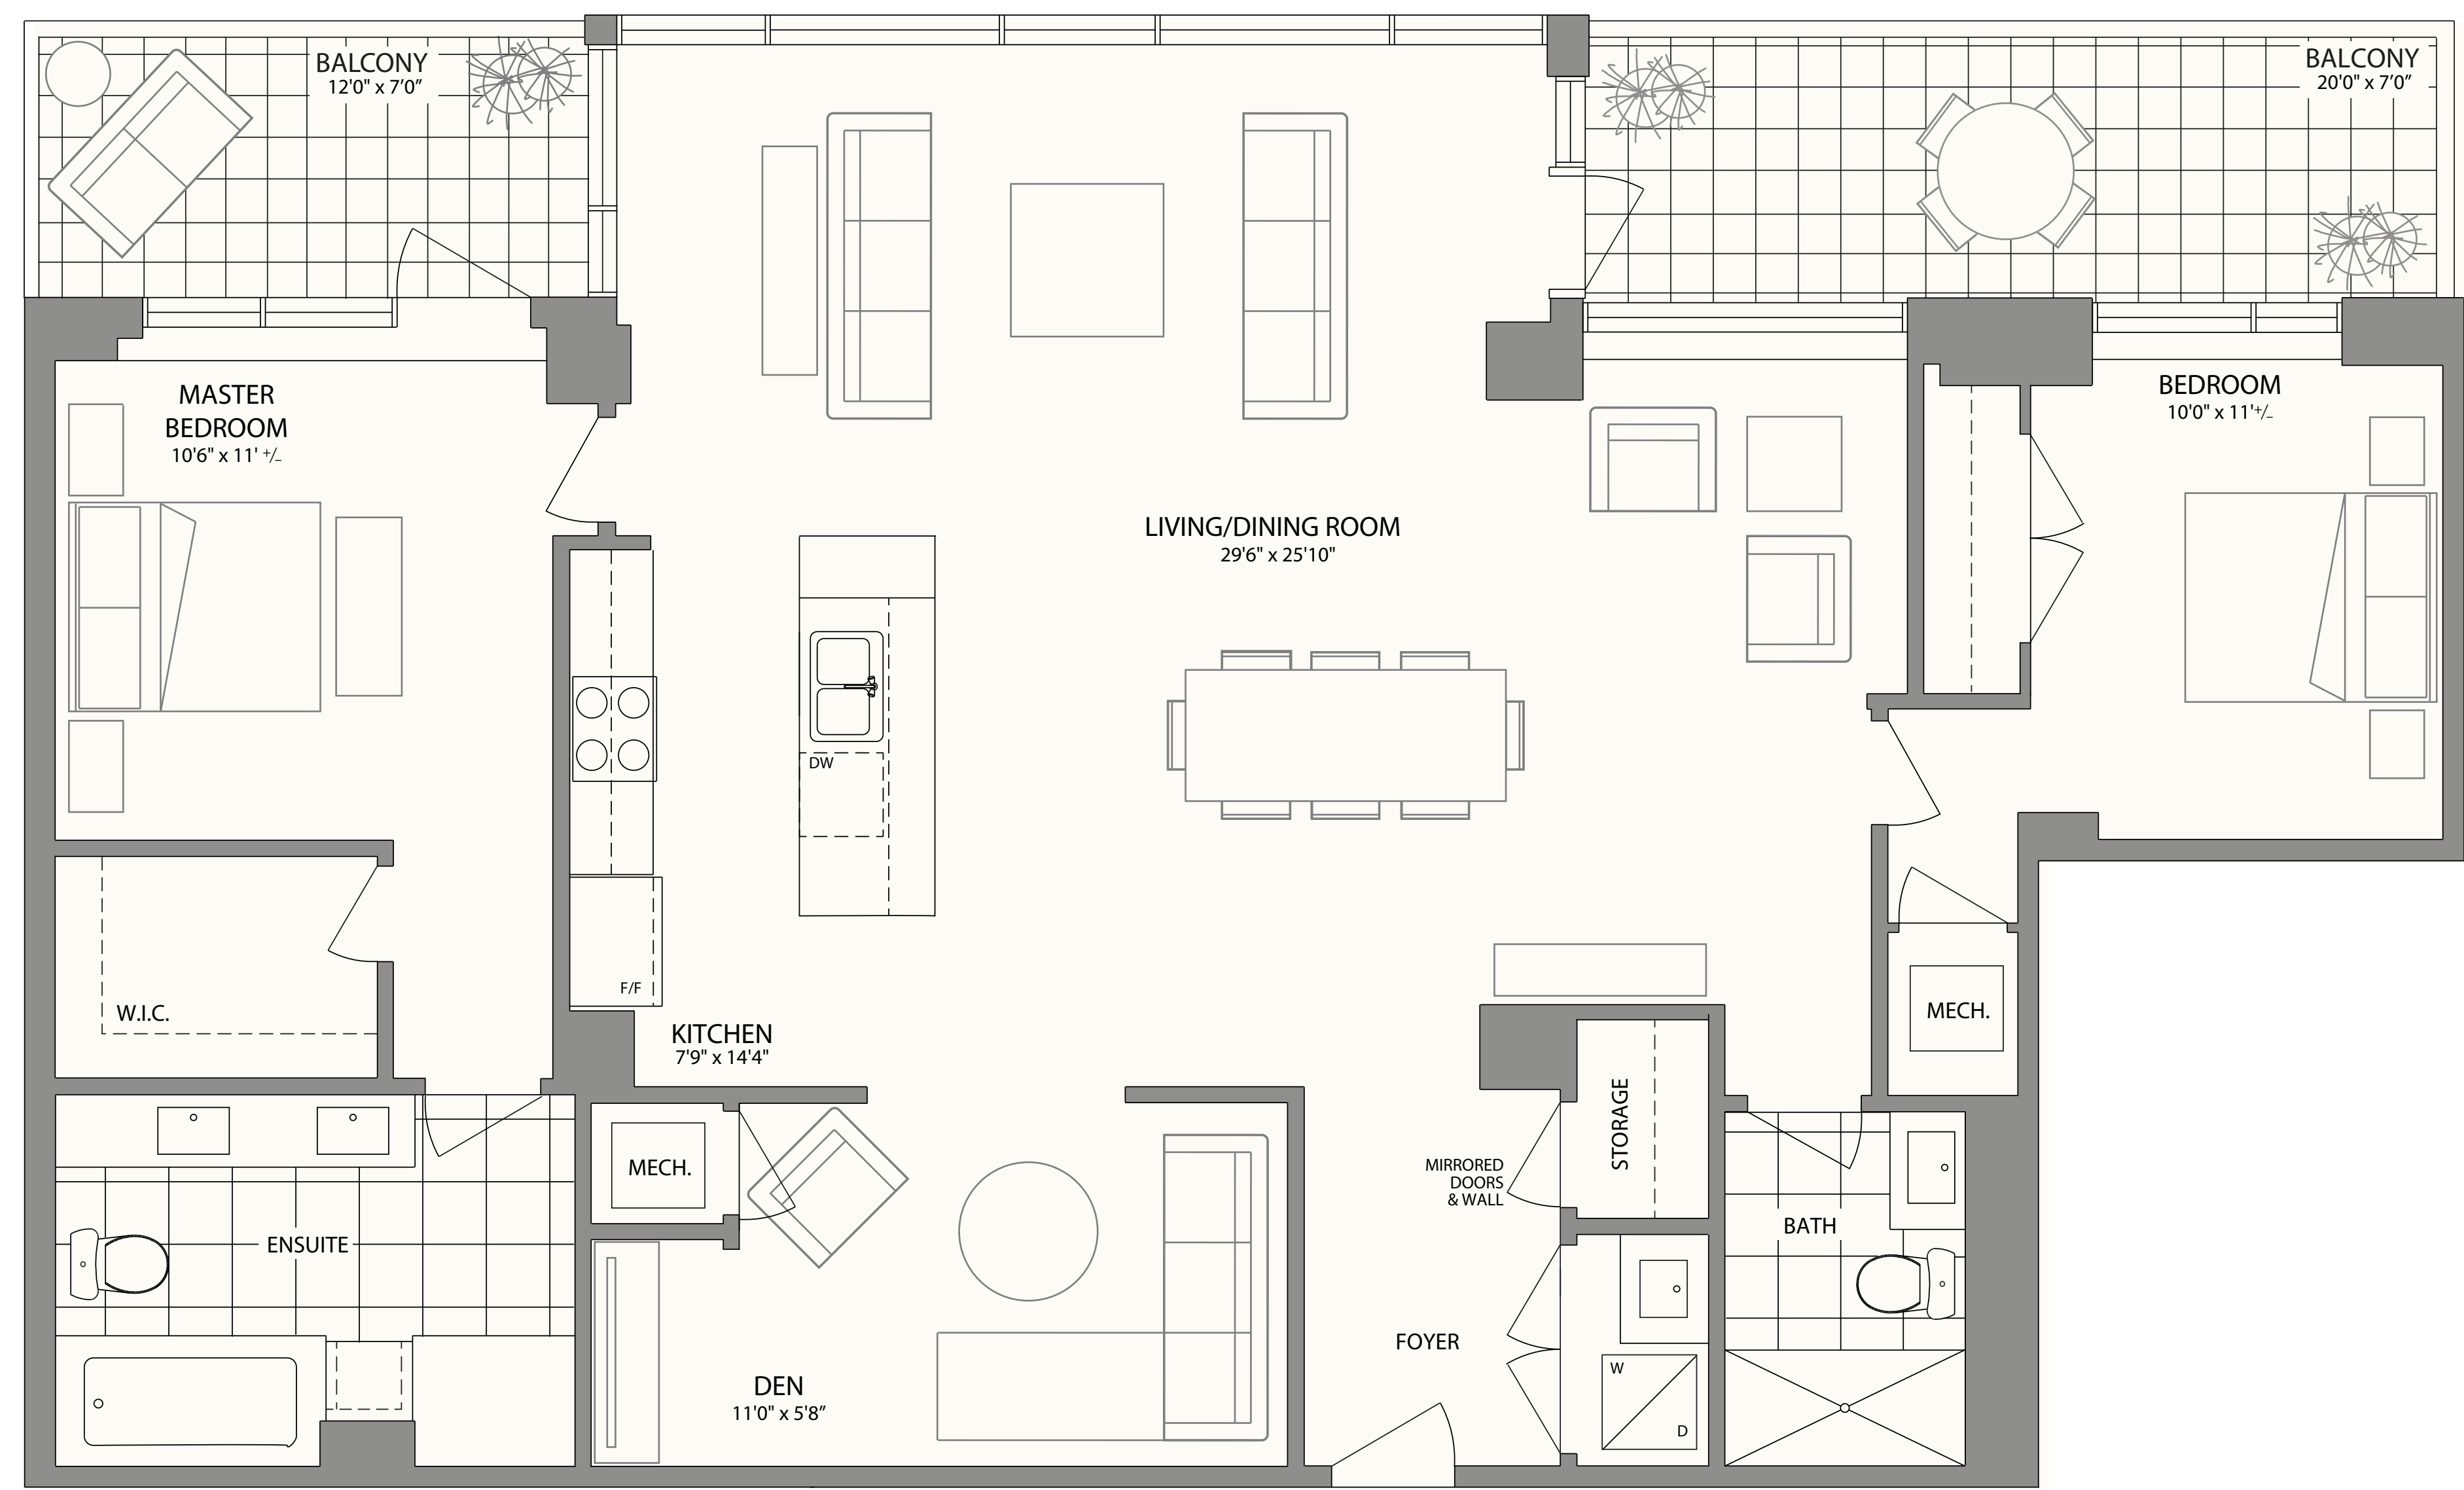 BALCONY
12'0" x 7'0"
BALCONY
20'0" x 7'0"
MASTER
BEDROOM
10'6" x 11' +/-
BEDROOM
10'0" x 11'+/-
LIVING/DINING ROOM
29'6" x 25'10"
DW
F/F
W.I.C.
KITCHEN
7'9" x 14'4"
MECH.
MECH.
STORAGE
MIRRORED
DOORS
& WALL
BATH
ENSUITE
FOYER
W
D
DEN
11'0" x 5'8"